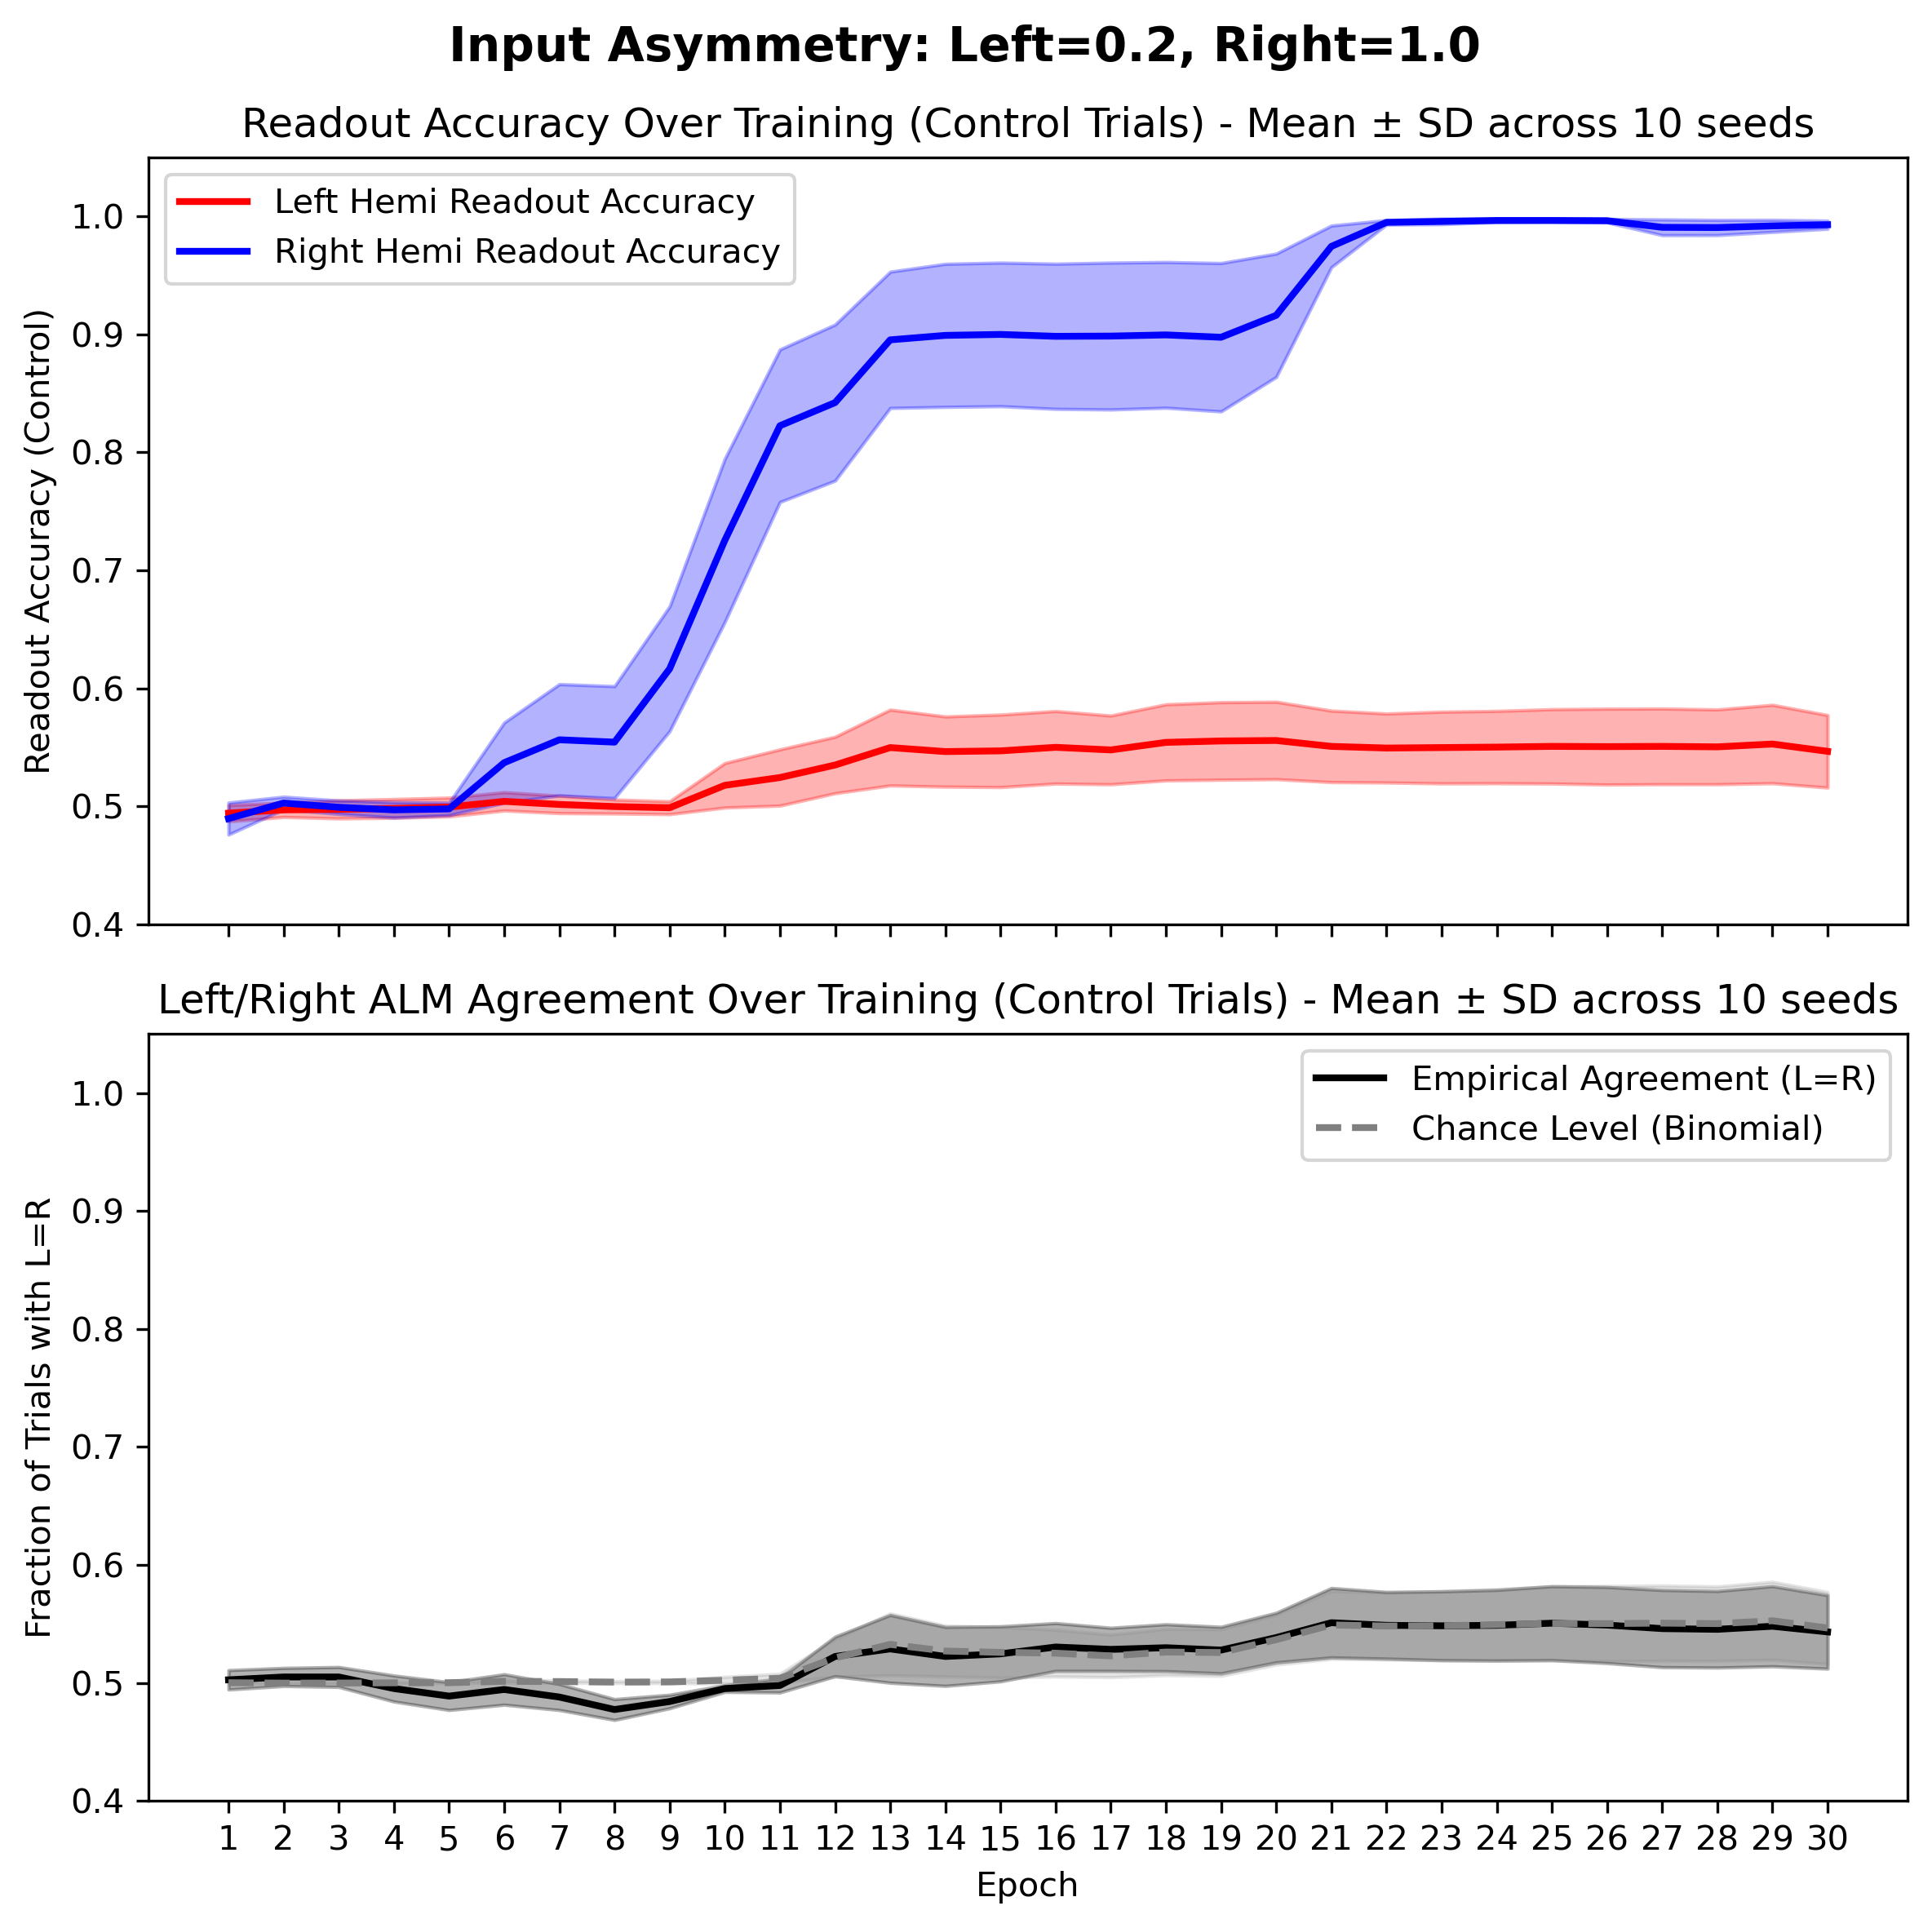 Input Asymmetry: Left=0.2, Right=1.0
Readout Accuracy Over Training (Control Trials) - Mean ± SD across 10 seeds
Left Hemi Readout Accuracy
Right Hemi Readout Accuracy
Readout Accuracy (Control)
1.0
0.9
0.8
0.7
0.6
0.5
0.4
Left/Right ALM Agreement Over Training (Control Trials) - Mean ± SD across 10 seeds
Empirical Agreement (L=R)
Chance Level (Binomial)
Fraction of Trials with L=R
1.0
0.9
0.8
0.7
0.6
0.5
0.4
1 2 3 4 5 6 7 8 9 10 11 12 13 14 15 16 17 18 19 20 21 22 23 24 25 26 27 28 29 30
Epoch